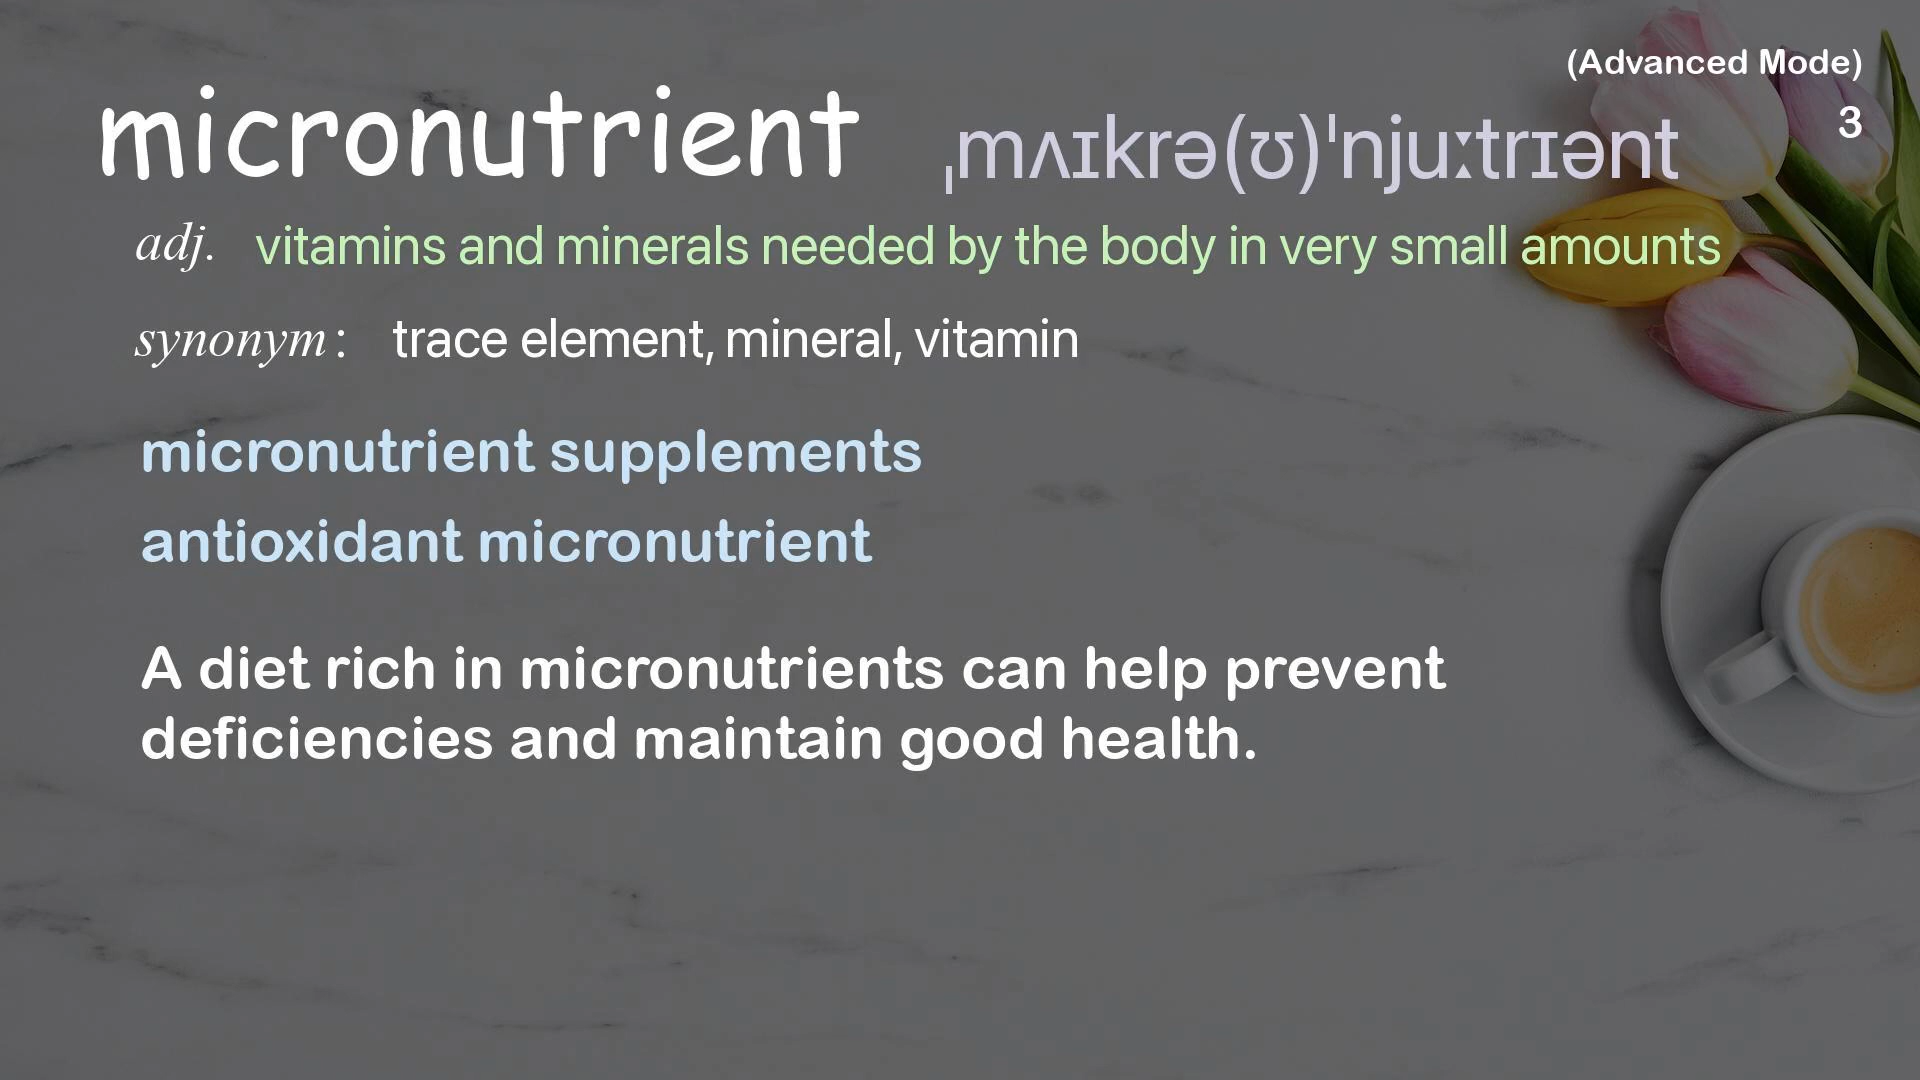 (Advanced Mode)
micronutrient ˌmʌɪkrə(ʊ)ˈnjuːtrɪənt 3
adj. vitamins and minerals needed by the body in very small amounts
synonym: trace element, mineral, vitamin
micronutrient supplements
antioxidant micronutrient
A diet rich in micronutrients can help prevent
deficiencies and maintain good health.